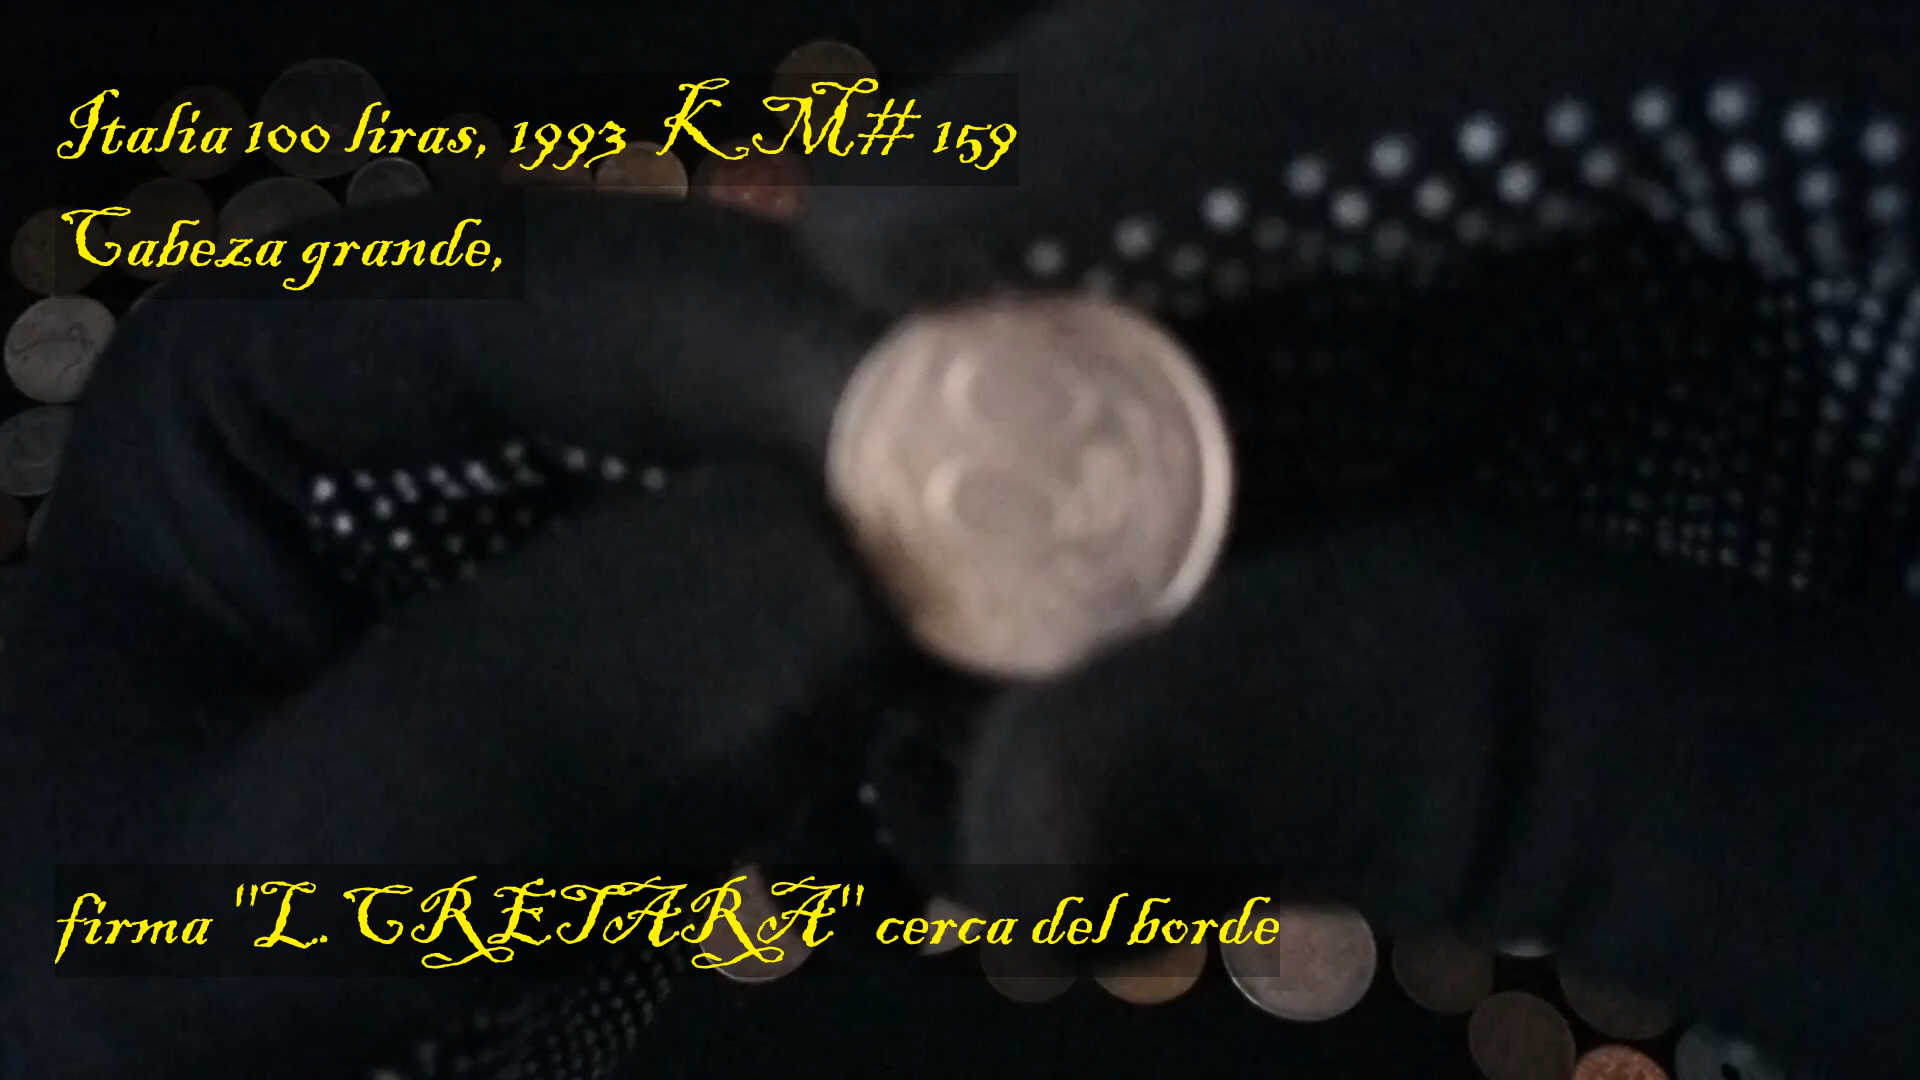 Italia 100 liras, 1993 KM# 159
Cabeza grande,
firma "L. CRETARA" cerca del borde